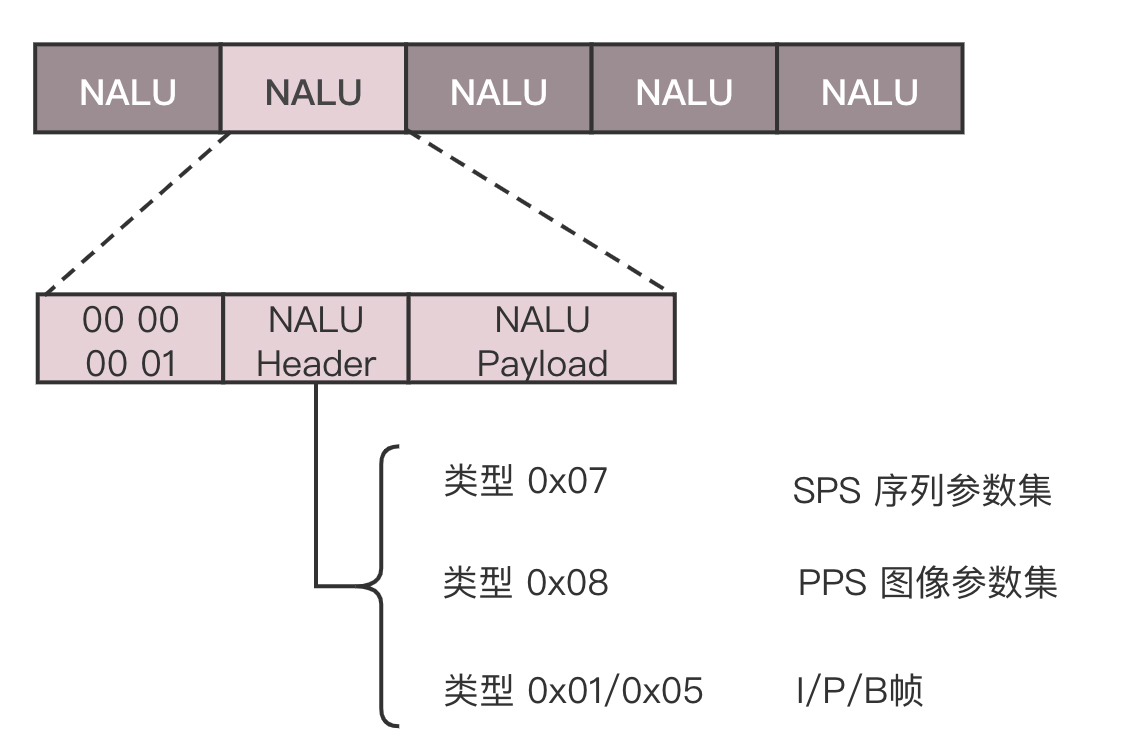 NALU NALU NALU NALU NALU
00 00 NALU NALU
00 01 Header Payload
类型 0x07 SPS 序列参数集
类型 0x08 PPS 图像参数集
类型 0x01/0x05 I/P/B帧